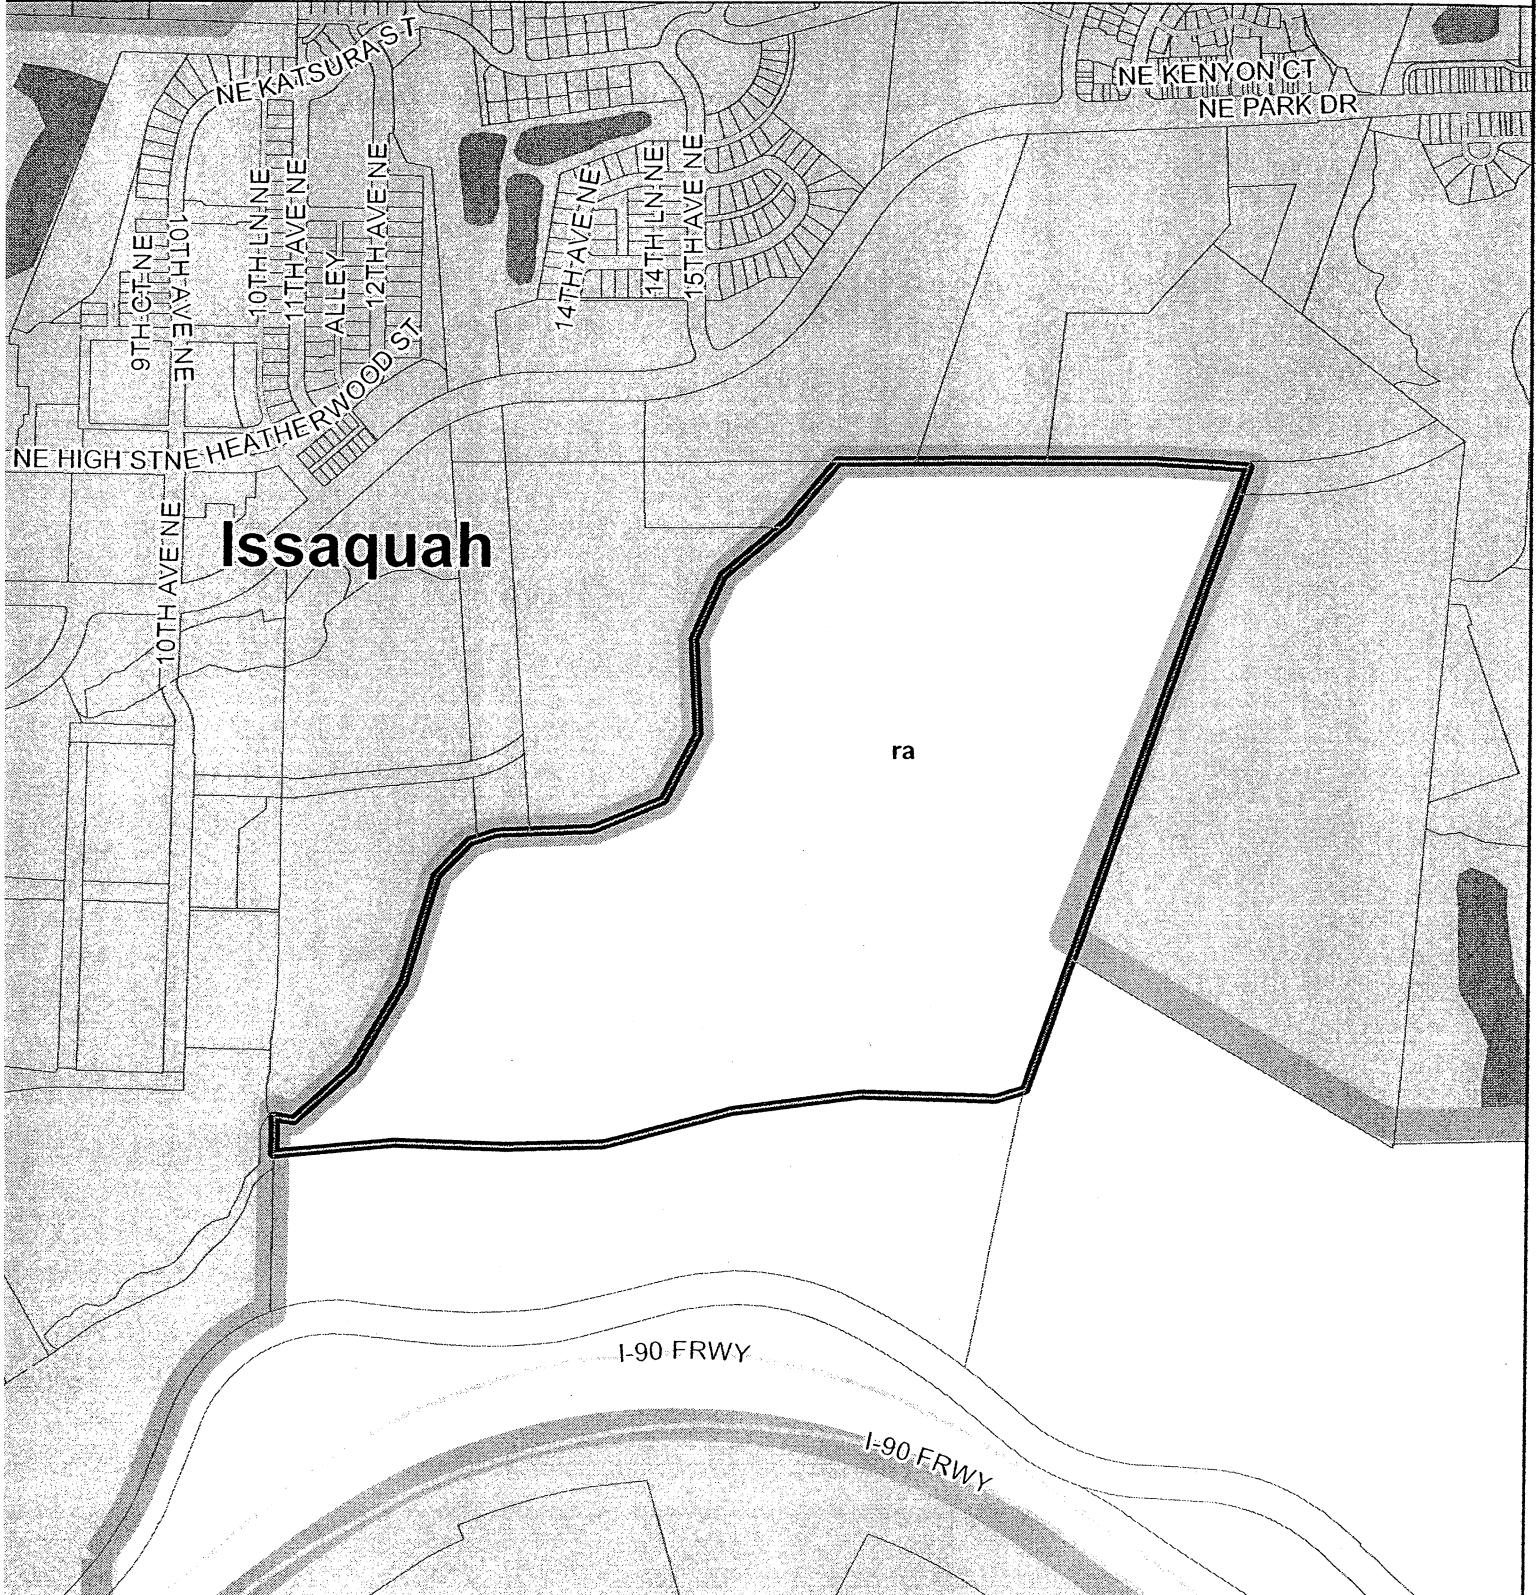 NE KATSURA ST
NE KENYON CT
NE PARK DR
9TH CT NE
10TH AVE NE
10TH LN NE
11TH AVE NE
ALLEY
12TH AVE NE
14TH AVE NE
14TH LN NE
15TH AVE NE
NE HIGH ST
NE HEATHERWOOD ST
10TH AVE NE
Issaquah
ra
I-90 FRWY
I-90 FRWY